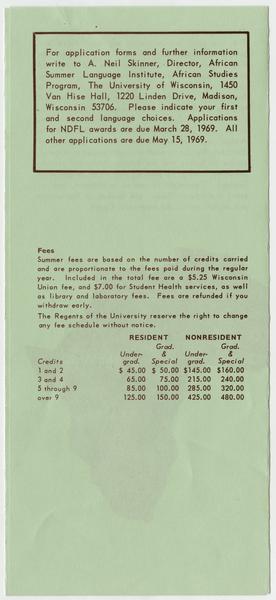 For application forms and further information
write to A. Neil Skinner, Director, African
Summer Language Institute, African Studies
Program, The University of Wisconsin, 1450
Van Hise Hall, 1220 Linden Drive, Madison,
Wisconsin 53706. Please indicate your first
and second language choices. Applications
for NDFL awards are due March 28, 1969. All
other applications are due May 15, 1969.
Fees
Summer fees are based on the number of credits carried
and are proportionate to the fees paid during the regular
year. Included in the total fee are a $5.25 Wisconsin
Union fee, and $7.00 for Student Health services, as well
as library and laboratory fees. Fees are refunded if you
withdraw early.
The Regents of the University reserve the right to change
any fee schedule without notice.
RESIDENT NONRESIDENT
Grad. Grad.
Under- & Under- &
Credits grad. Special grad. Special
1 and 2 $ 45.00 $ 50.00 $145.00 $160.00
3 and 4 65.00 75.00 215.00 240.00
5 through 9 85.00 100.00 285.00 320.00
over 9 125.00 150.00 425.00 480.00